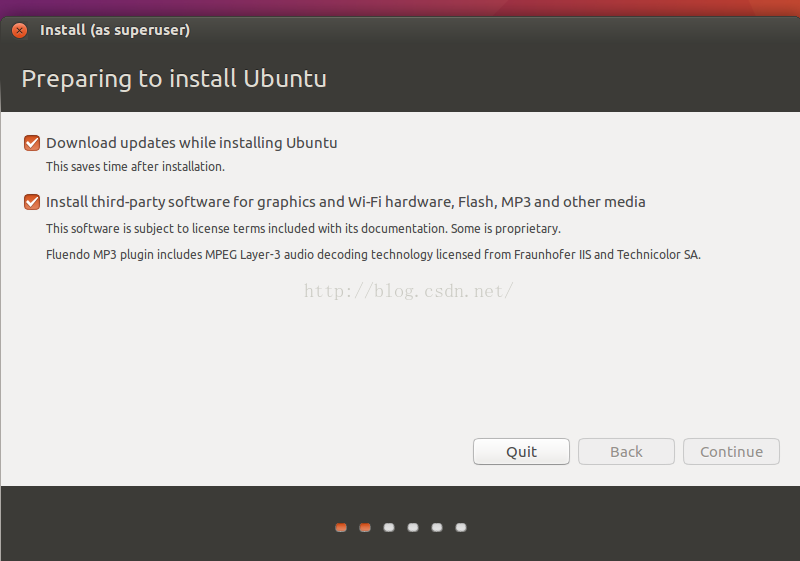 Install (as superuser)
Preparing to install Ubuntu
Download updates while installing Ubuntu
This saves time after installation.
Install third-party software for graphics and Wi-Fi hardware, Flash, MP3 and other media
This software is subject to license terms included with its documentation. Some is proprietary.
Fluendo MP3 plugin includes MPEG Layer-3 audio decoding technology licensed from Fraunhofer IIS and Technicolor SA.
http://blog.csdn.net/
Quit
Back
Continue